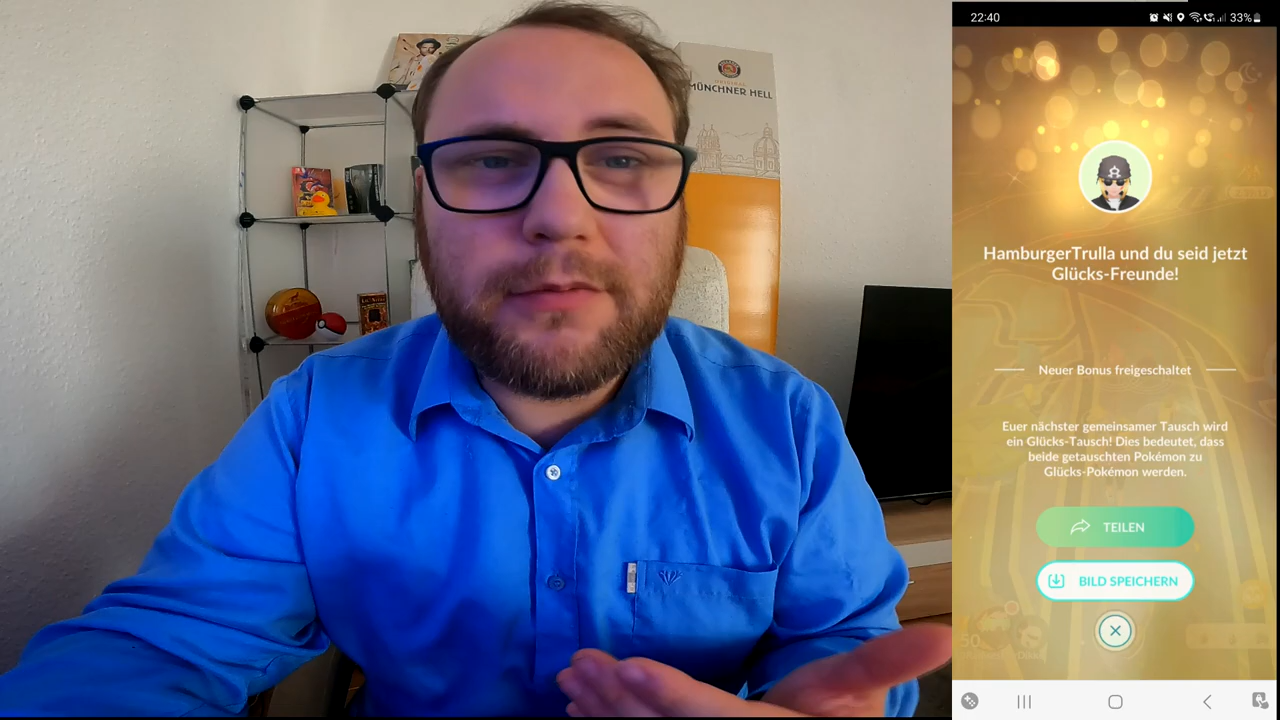 MÜNCHNER HELL
22:40
33%
HamburgerTrulla und du seid jetzt
Glücks-Freunde!
Neuer Bonus freigeschaltet
Euer nächster gemeinsamer Tausch wird
ein Glücks-Tausch! Dies bedeutet, dass
beide getauschten Pokémon zu
Glücks-Pokémon werden.
TEILEN
BILD SPEICHERN
50